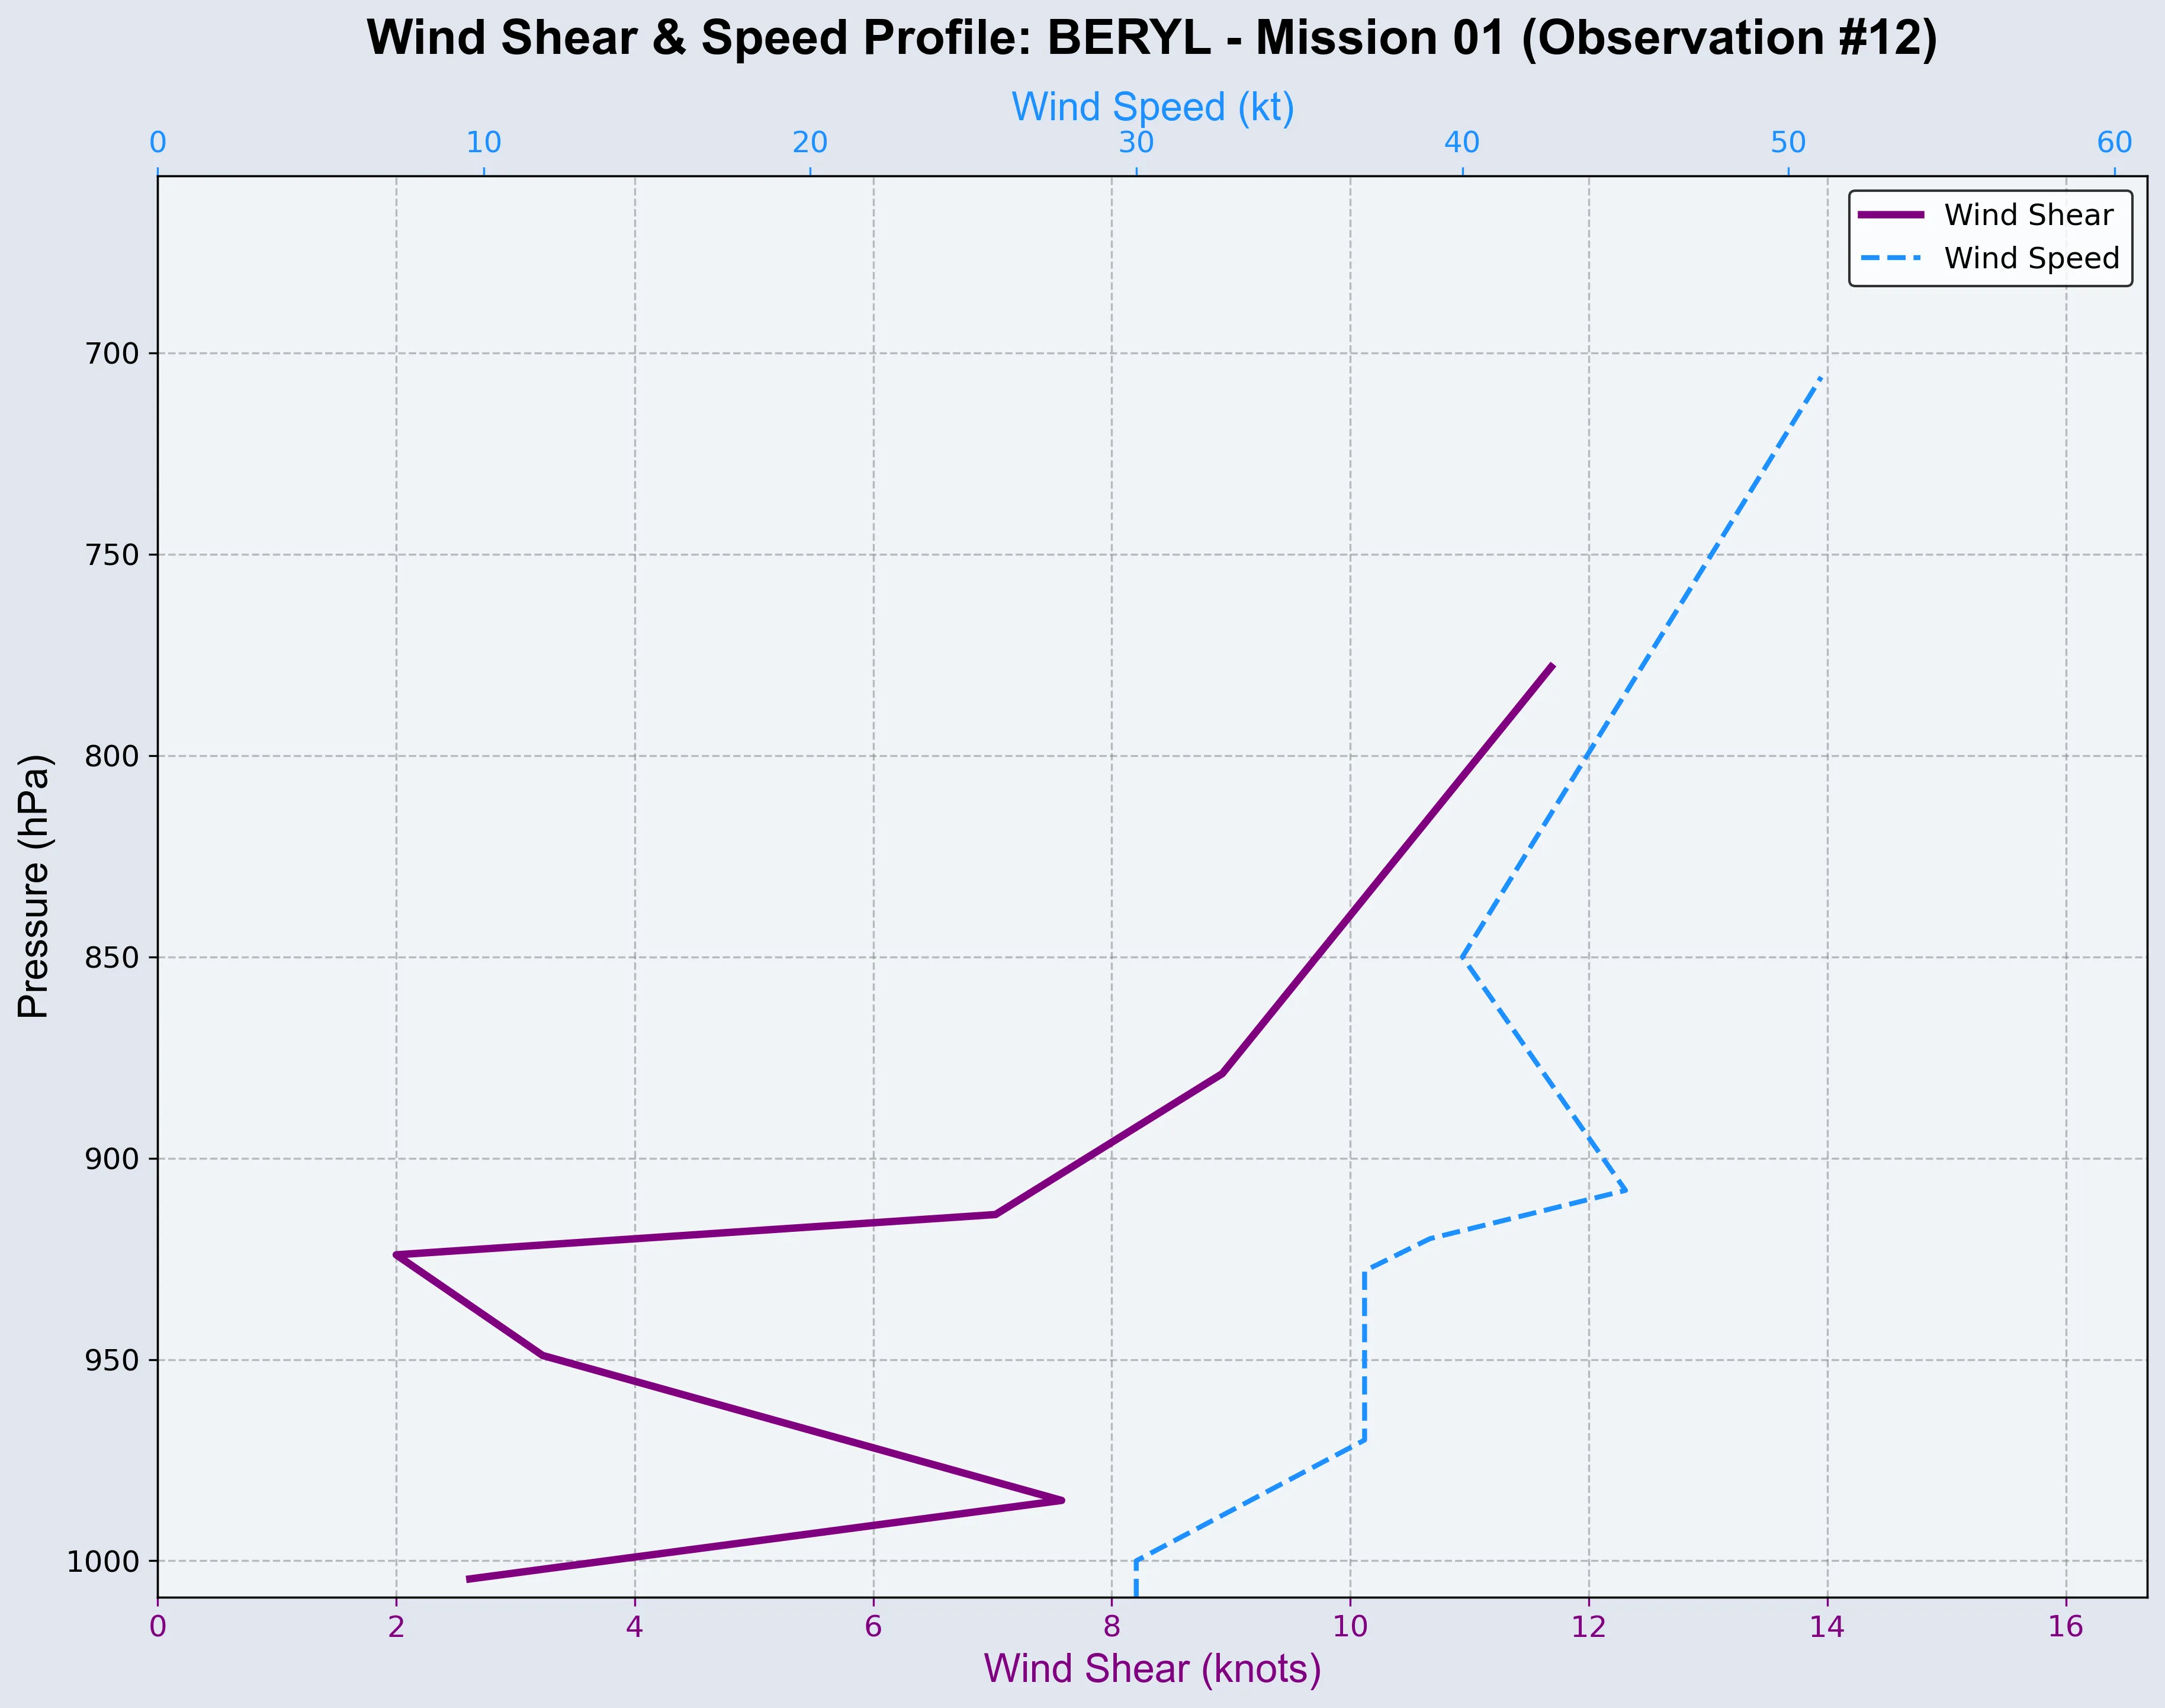 Wind Shear & Speed Profile: BERYL - Mission 01 (Observation #12)
Wind Speed (kt)
0 10 20 30 40 50 60
Wind Shear
Wind Speed
700
750
800
850
900
950
1000
Pressure (hPa)
0 2 4 6 8 10 12 14 16
Wind Shear (knots)